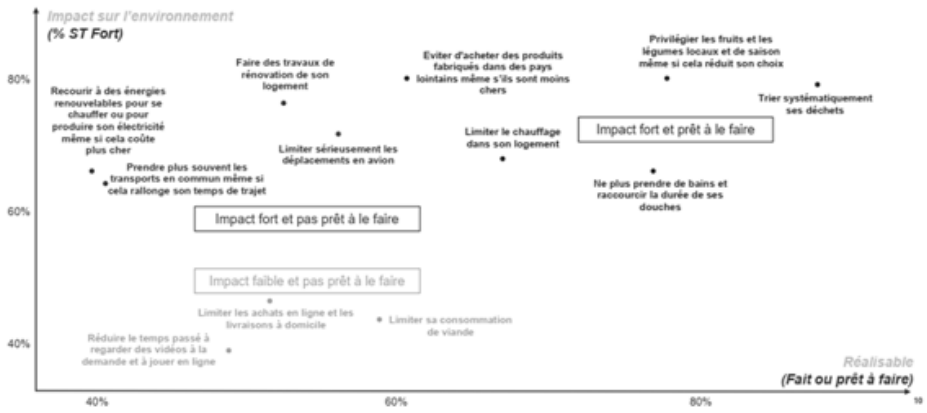 Impact sur l'environnement
(% ST Fort)
80%
60%
40%
Recourir à des énergies
renouvelables pour se
chauffer ou pour
produire son électricité
même si cela coûte
plus cher
Faire des travaux de
rénovation de son
logement
Eviter d'acheter des produits
fabriqués dans des pays
lointains même s'ils sont moins
chers
Privilégier les fruits et les
légumes locaux et de saison
même si cela réduit son choix
Trier systématiquement
ses déchets
Impact fort et prêt à le faire
Limiter sérieusement les
déplacements en avion
Limiter le chauffage
dans son logement
Prendre plus souvent les
transports en commun même si
cela rallonge son temps de trajet
Ne plus prendre de bains et
raccourcir la durée de ses
douches
Impact fort et pas prêt à le faire
Impact faible et pas prêt à le faire
Limiter les achats en ligne et les
livraisons à domicile
Limiter sa consommation
de viande
Réduire le temps passé à
regarder des vidéos à la
demande et à jouer en ligne
Réalisable
(Fait ou prêt à faire)
40%
60%
80%
10